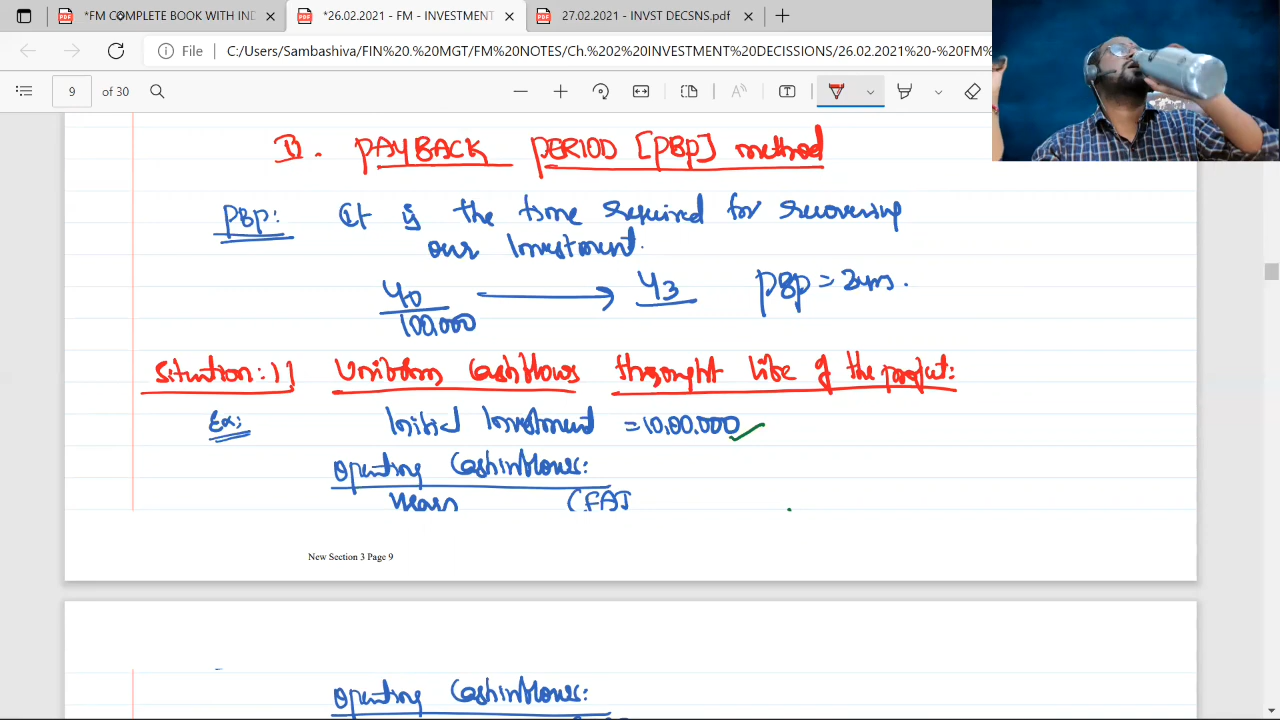 *FM COMPLETE BOOK WITH IND
*26.02.2021 - FM - INVESTMENT
27.02.2021 - INVST DECSNS.pdf
File
C:/Users/Sambashiva/FIN%20.%20MGT/FM%20NOTES/Ch.%202%20INVESTMENT%20DECISSIONS/26.02.2021%20-%20FM%
9 of 30
PAYBACK PERIOD [PBP] method
PBP: It is the time required for recovering
our Investment.
Y0 Y3 PBP = 3yrs.
100,000
Situation:1] Uniform Cashflows throught life of the project:
Ex: Initial Investment = 10,00,000
Operating Cashinflows:
Years CFAT
New Section 3 Page 9
Operating Cashinflows: